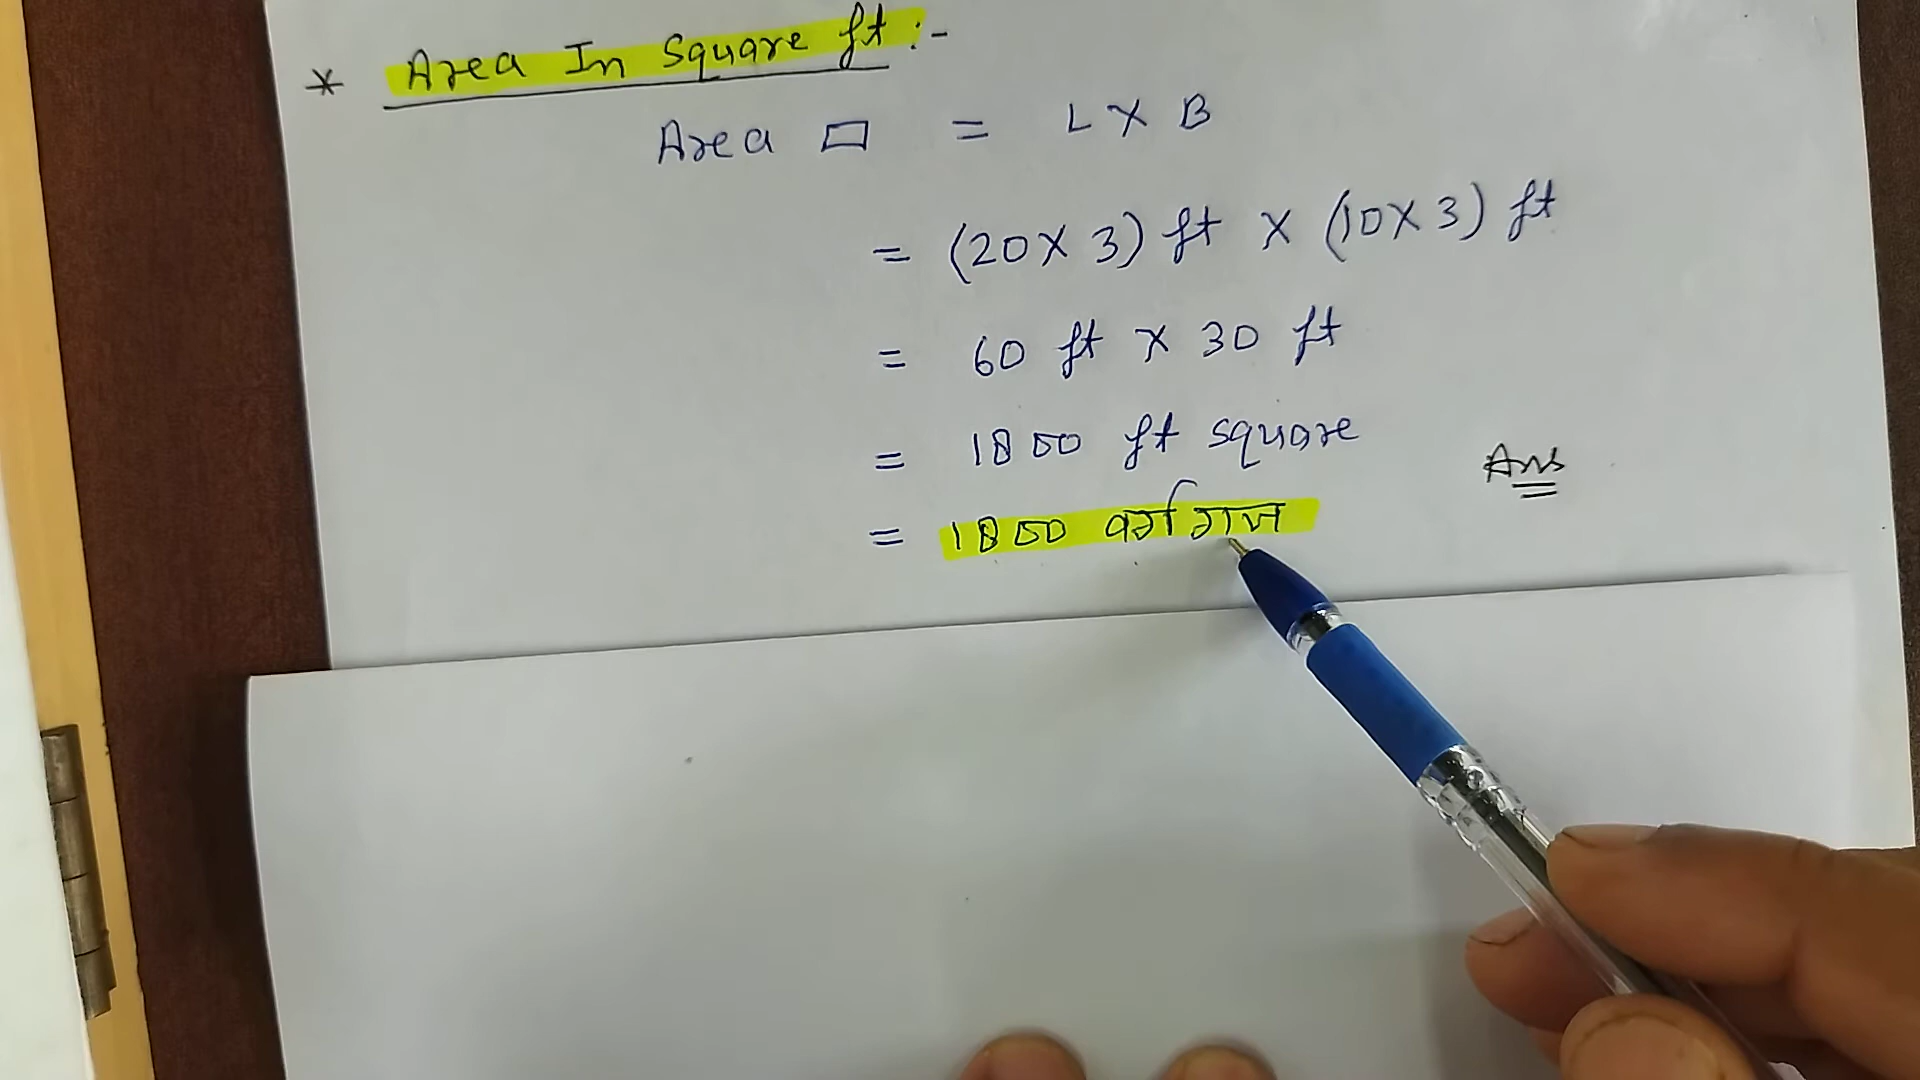 * Area In Square ft :-
Area ▭ = L X B
= (20 X 3) ft X (10 X 3) ft
= 60 ft X 30 ft
= 1800 ft square
Ans
= 1800 वर्ग गज